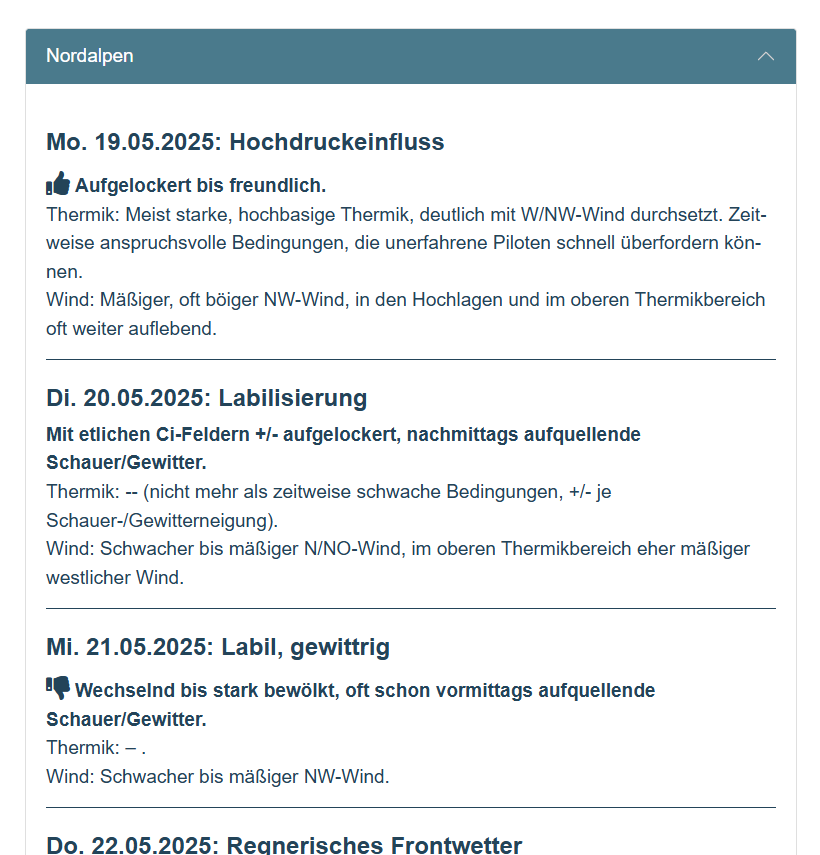 Nordalpen
Mo. 19.05.2025: Hochdruckeinfluss
Aufgelockert bis freundlich.
Thermik: Meist starke, hochbasige Thermik, deutlich mit W/NW-Wind durchsetzt. Zeit-
weise anspruchsvolle Bedingungen, die unerfahrene Piloten schnell überfordern kön-
nen.
Wind: Mäßiger, oft böiger NW-Wind, in den Hochlagen und im oberen Thermikbereich
oft weiter auflebend.
Di. 20.05.2025: Labilisierung
Mit etlichen Ci-Feldern +/- aufgelockert, nachmittags aufquellende
Schauer/Gewitter.
Thermik: -- (nicht mehr als zeitweise schwache Bedingungen, +/- je
Schauer-/Gewitterneigung).
Wind: Schwacher bis mäßiger N/NO-Wind, im oberen Thermikbereich eher mäßiger
westlicher Wind.
Mi. 21.05.2025: Labil, gewittrig
Wechselnd bis stark bewölkt, oft schon vormittags aufquellende
Schauer/Gewitter.
Thermik: – .
Wind: Schwacher bis mäßiger NW-Wind.
Do. 22.05.2025: Regnerisches Frontwetter